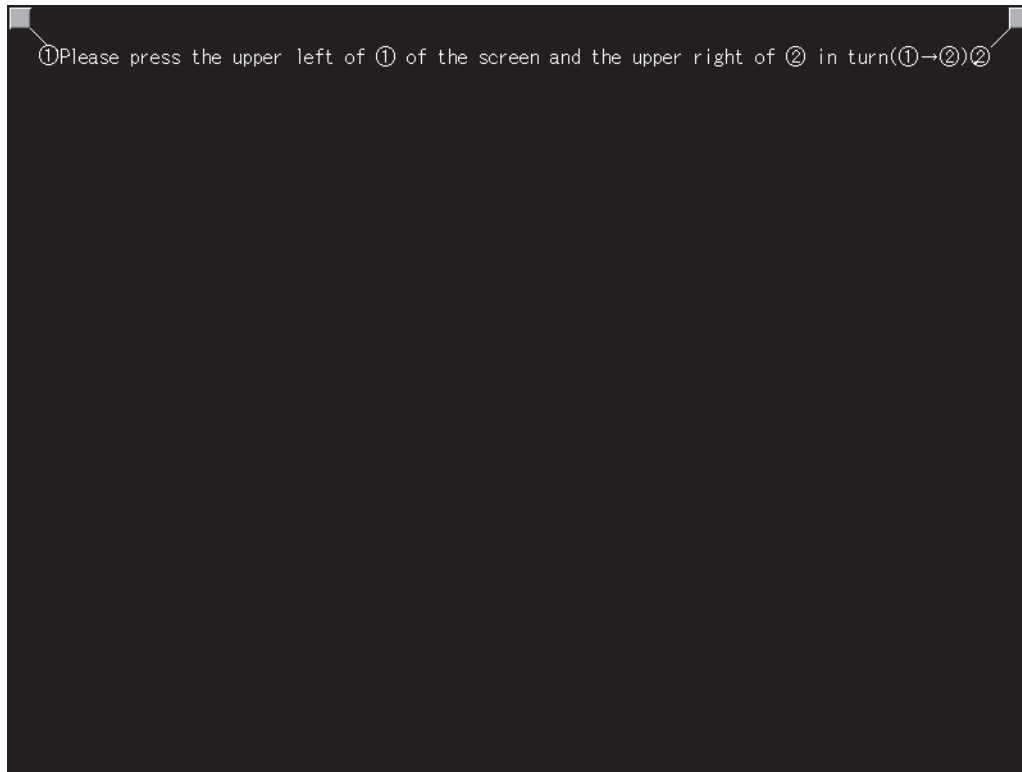 ①Please press the upper left of ① of the screen and the upper right of ② in turn(①→②)②